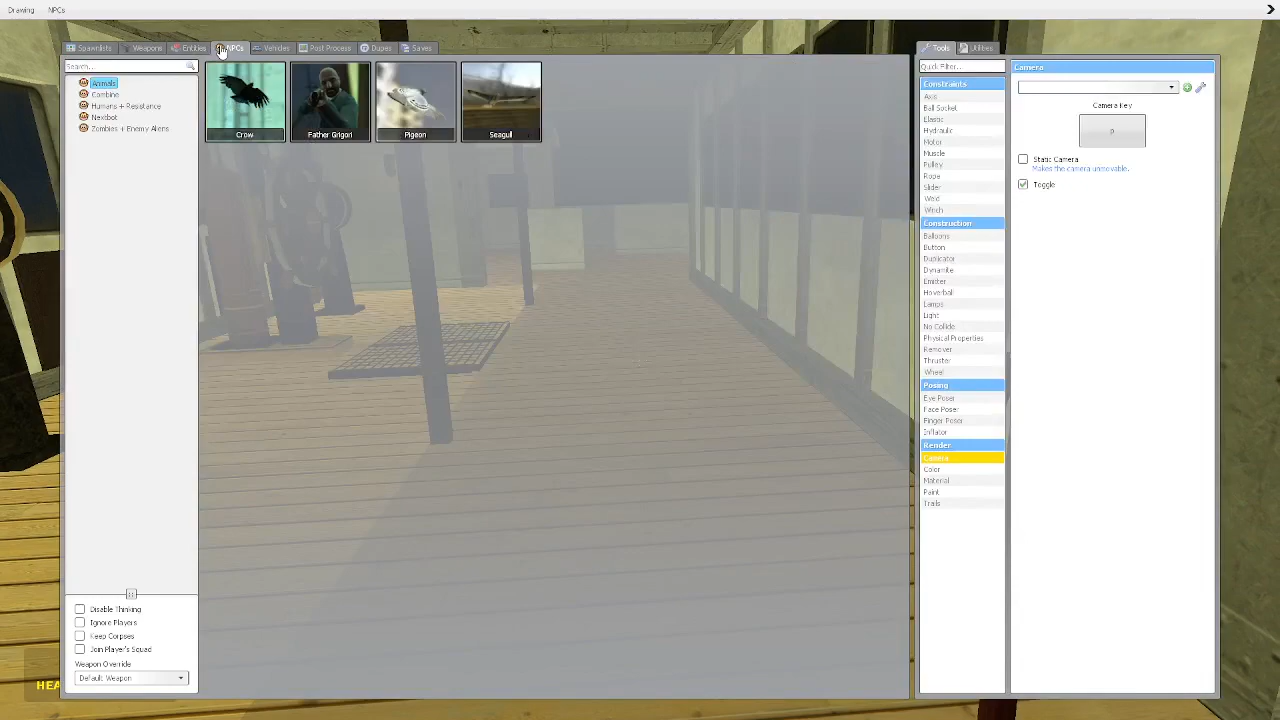 Drawing NPCs
Spawnlists Weapons Entities NPCs Vehicles Post Process Dupes Saves
Search...
Animals
Combine
Humans + Resistance
Nextbot
Zombies + Enemy Aliens
Crow
Father Grigori
Pigeon
Seagull
Disable Thinking
Ignore Players
Keep Corpses
Join Player's Squad
Weapon Override
Default Weapon
HEA
Tools Utilities
Quick Filter...
Constraints
Axis
Ball Socket
Elastic
Hydraulic
Motor
Muscle
Pulley
Rope
Slider
Weld
Winch
Construction
Balloons
Button
Duplicator
Dynamite
Emitter
Hoverball
Lamps
Light
No Collide
Physical Properties
Remover
Thruster
Wheel
Posing
Eye Poser
Face Poser
Finger Poser
Inflator
Render
Camera
Color
Material
Paint
Trails
Camera
Camera Key
p
Static Camera
Makes the camera unmovable.
Toggle